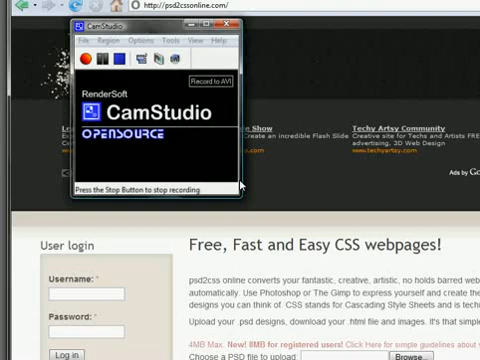 http://psd2cssonline.com/
CamStudio
File Region Options Tools View Help
Record to AVI
RenderSoft
CamStudio
OPENSOURCE
Press the Stop Button to stop recording
Show
Create an incredible Flash Slide
Techy Artsy Community
Creative site for Techs and Artists FREE
advertising, 3D Web Design
www.techyartsy.com
Ads by Goo
User login
Username: *
Password: *
Log in
Free, Fast and Easy CSS webpages!
psd2css online converts your fantastic, creative, artistic, no holds barred web
automatically. Use Photoshop or The Gimp to express yourself and create the
designs you can think of. CSS stands for Cascading Style Sheets and is tech
Upload your .psd designs, download your .html file and images. It's that simple
4MB Max. New! 8MB for registered users! Click Here for simple guidelines about
Choose a PSD file to upload: Browse...